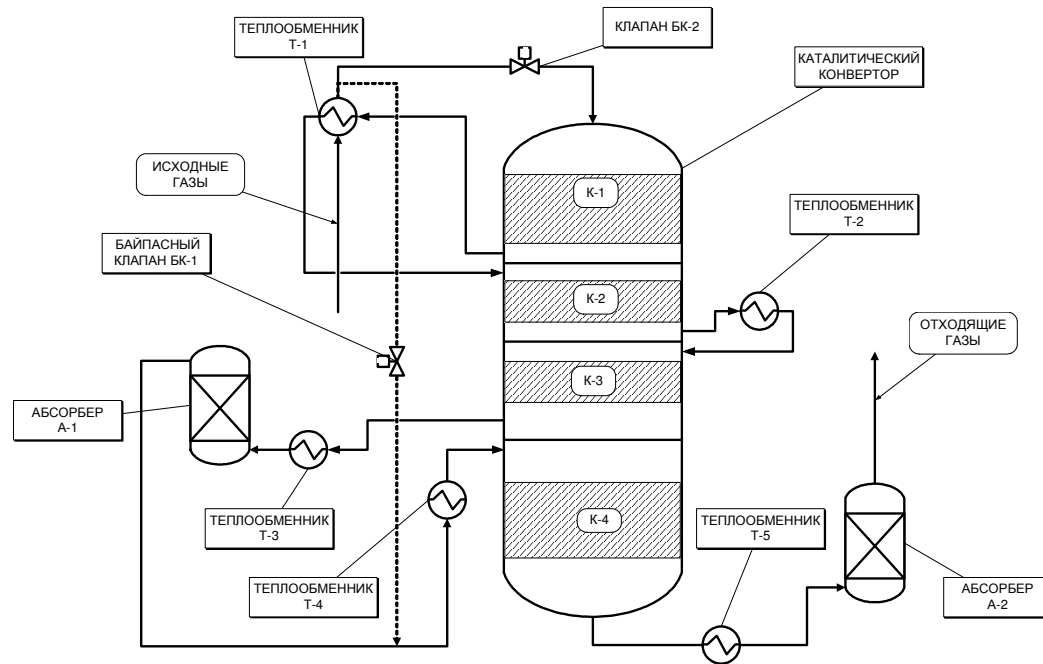 ТЕПЛООБМЕННИК
Т-1
КЛАПАН БК-2
КАТАЛИТИЧЕСКИЙ
КОНВЕРТОР
ИСХОДНЫЕ
ГАЗЫ
К-1
ТЕПЛООБМЕННИК
Т-2
БАЙПАСНЫЙ
КЛАПАН БК-1
К-2
ОТХОДЯЩИЕ
ГАЗЫ
К-3
АБСОРБЕР
А-1
ТЕПЛООБМЕННИК
Т-3
К-4
ТЕПЛООБМЕННИК
Т-5
ТЕПЛООБМЕННИК
Т-4
АБСОРБЕР
А-2